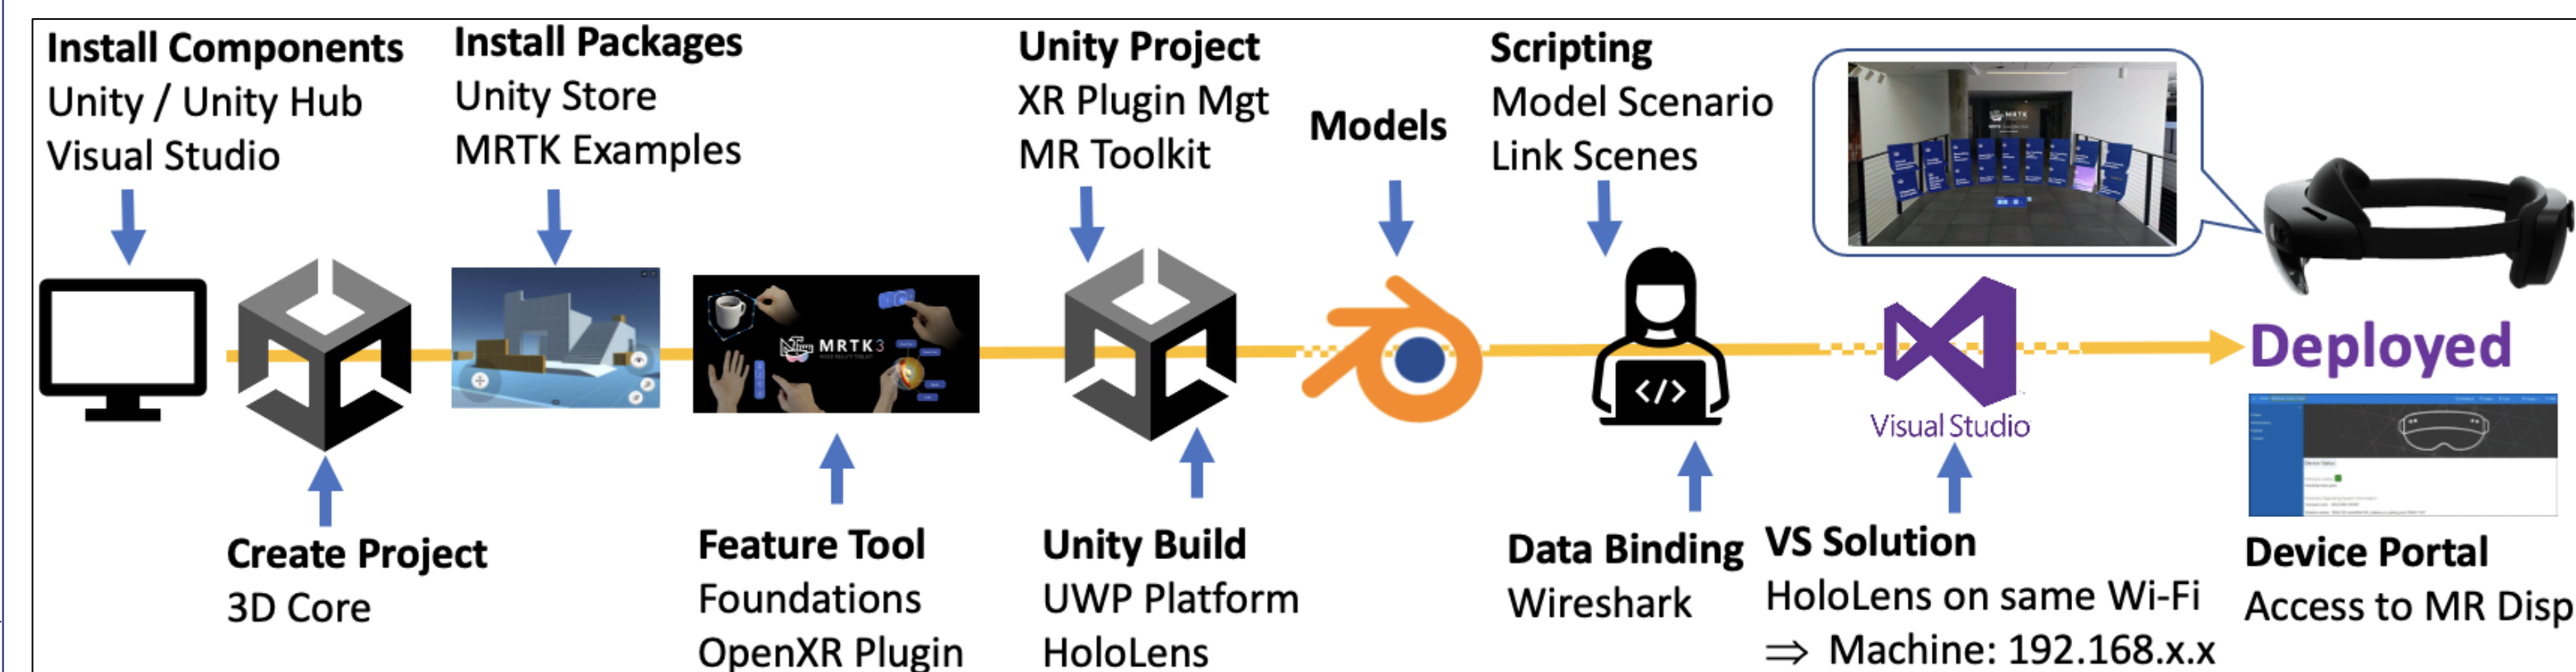 Install Components
Unity / Unity Hub
Visual Studio
Install Packages
Unity Store
MRTK Examples
Unity Project
XR Plugin Mgt
MR Toolkit
Models
Scripting
Model Scenario
Link Scenes
MRTK
MRTK3
</>
Visual Studio
Deployed
Create Project
3D Core
Feature Tool
Foundations
OpenXR Plugin
Unity Build
UWP Platform
HoloLens
Data Binding
Wireshark
VS Solution
HoloLens on same Wi-Fi
⇒ Machine: 192.168.x.x
Device Portal
Access to MR Disp